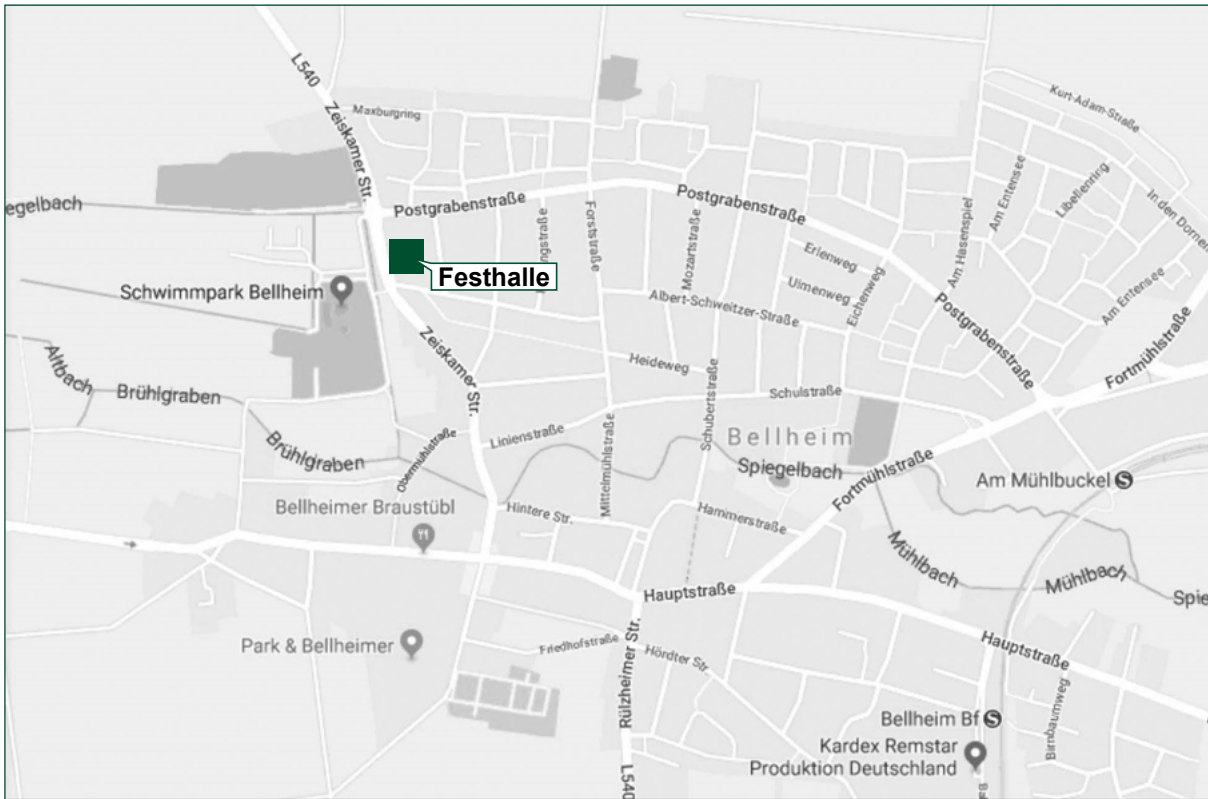 L540
Zeiskamer Str.
Maxburgring
Kurt-Adam-Straße
Am Entensee
Libellenring
In den Dornen
egelbach
Postgrabenstraße
Forststraße
Mozartstraße
Postgrabenstraße
Am Hasenspiel
Erlenweg
Ulmenweg
Eichenweg
Festhalle
Schwimmpark Bellheim
Albert-Schweitzer-Straße
Am Entensee
Postgrabenstraße
Fortmühlstraße
Zeiskamer Str.
Altbach
Brühlgraben
Heideweg
Schubertstraße
Schulstraße
Brühlgraben
Obermühlstraße
Linienstraße
Mittelmühlstraße
Bellheim
Spiegelbach
Fortmühlstraße
Am Mühlbuckel S
Bellheimer Braustübl
Hintere Str.
Hammerstraße
Mühlbach
Mühlbach
Spie
Hauptstraße
Hauptstraße
Park & Bellheimer
Friedhofstraße
Hördter Str.
Rülzheimer Str.
Birnbaumweg
Bellheim Bf S
Kardex Remstar
Produktion Deutschland
L540